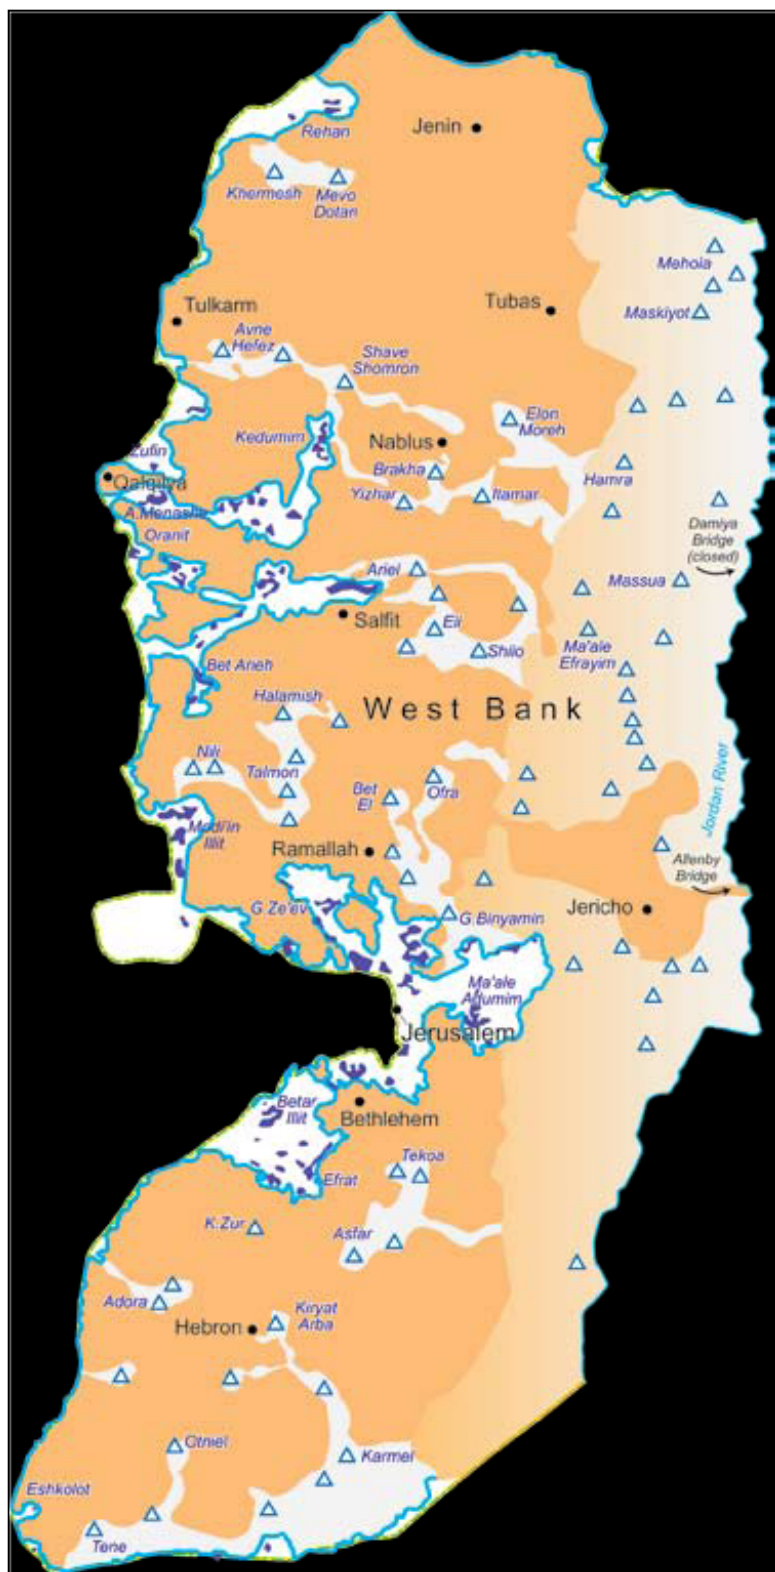 Jenin
Rehan
Khermesh
Mevo
Dotan
Mehola
Maskiyot
Tulkarm
Tubas
Avne
Hefez
Shave
Shomron
Elon
Moreh
Kedumim
Nablus
Zufin
Brakha
Hamra
Qalqilya
Yizhar
Itamar
A.Menashe
Oranit
Damiya
Bridge
(closed)
Ariel
Massua
Salfit
Eli
Shilo
Ma'ale
Efrayim
Bet Arieh
Halamish
West Bank
Nili
Talmon
Bet
El
Ofra
Jordan River
Modi'in
Illit
Ramallah
Allenby
Bridge
G.Ze'ev
G.Binyamin
Jericho
Ma'ale
Adumim
Jerusalem
Betar
Illit
Bethlehem
Tekoa
Efrat
K.Zur
Asfar
Adora
Kiryat
Arba
Hebron
Otniel
Karmel
Eshkolot
Tene